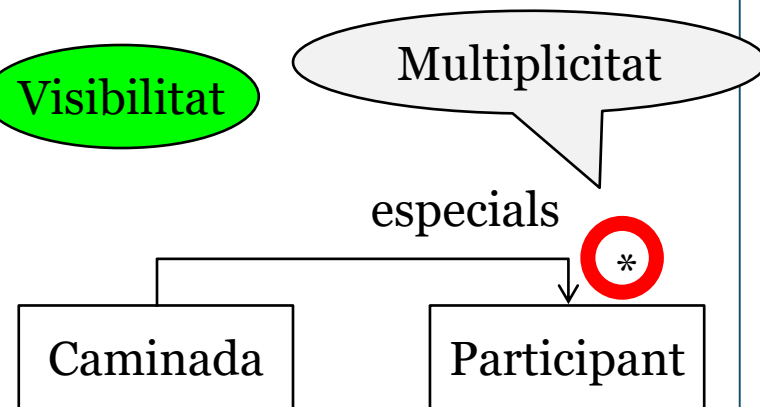 Visibilitat
Multiplicitat
especials
*
Caminada
Participant